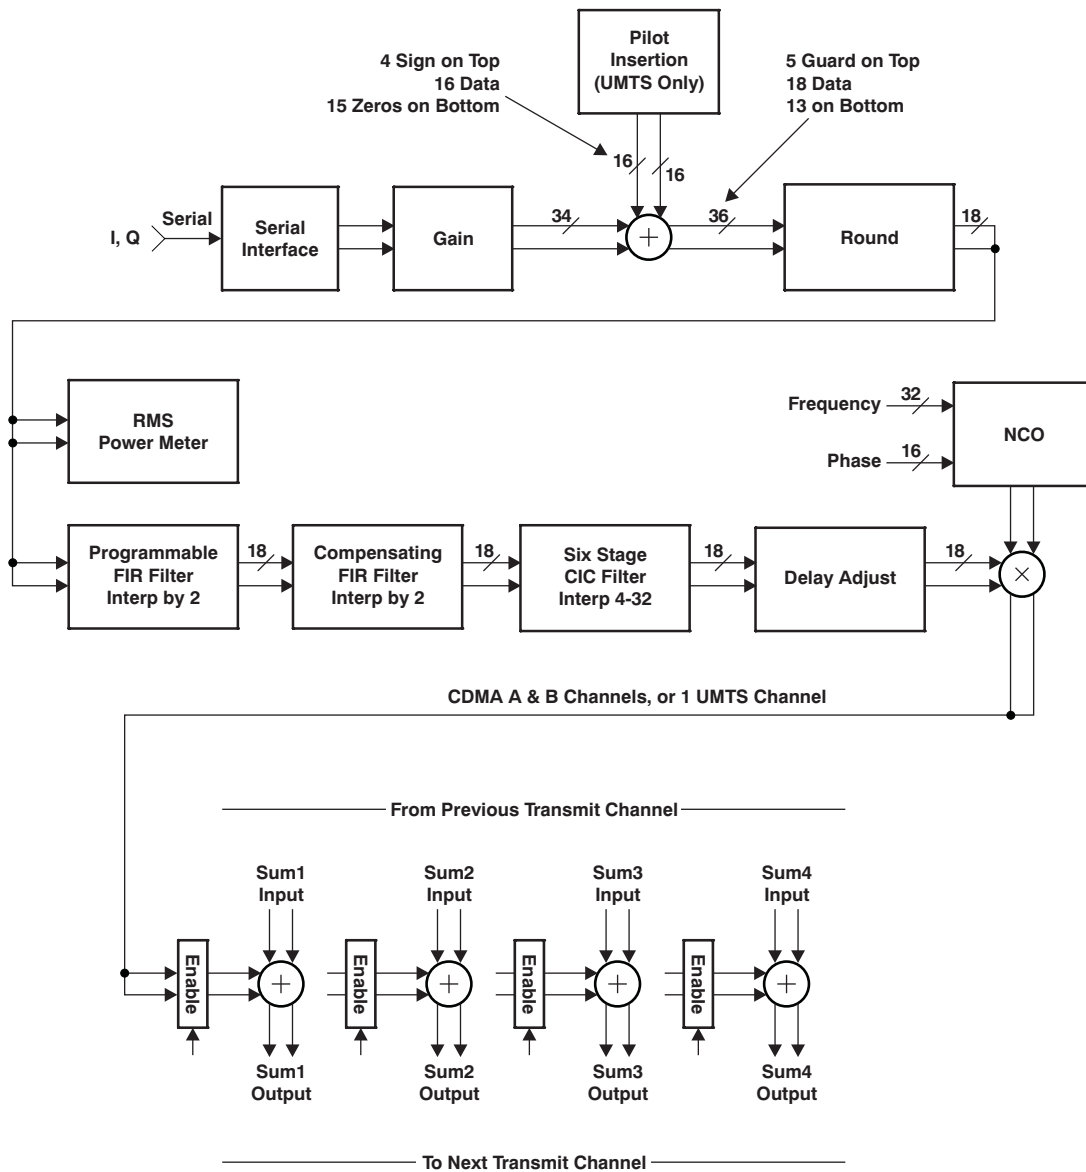 Pilot
Insertion
(UMTS Only)
4 Sign on Top
16 Data
15 Zeros on Bottom
5 Guard on Top
18 Data
13 on Bottom
16
16
I, Q
Serial
Serial
Interface
Gain
34
+
36
Round
18
RMS
Power Meter
Frequency
32
Phase
16
NCO
Programmable
FIR Filter
Interp by 2
18
Compensating
FIR Filter
Interp by 2
18
Six Stage
CIC Filter
Interp 4-32
18
Delay Adjust
18
×
CDMA A & B Channels, or 1 UMTS Channel
From Previous Transmit Channel
Sum1
Input
Sum2
Input
Sum3
Input
Sum4
Input
Enable
+
Enable
+
Enable
+
Enable
+
Sum1
Output
Sum2
Output
Sum3
Output
Sum4
Output
To Next Transmit Channel